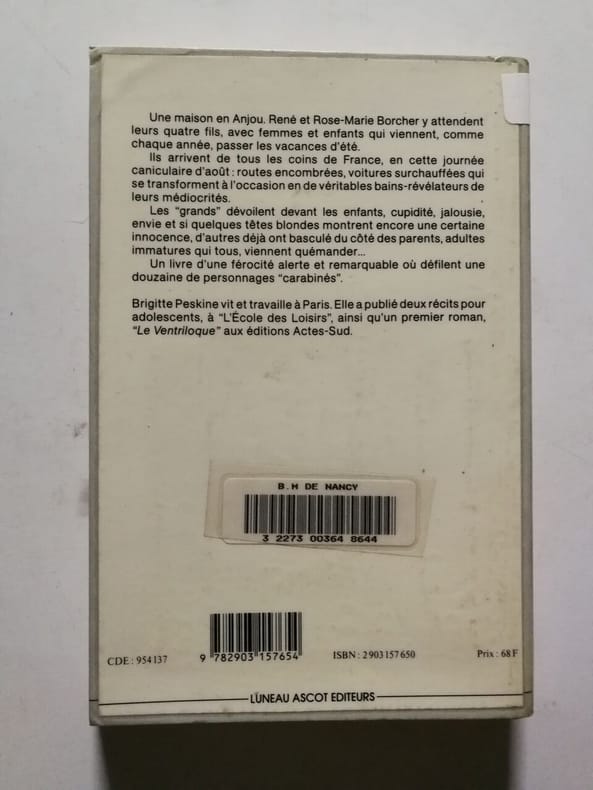 Une maison en Anjou. René et Rose-Marie Borcher y attendent
leurs quatre fils, avec femmes et enfants qui viennent, comme
chaque année, passer les vacances d'été.
Ils arrivent de tous les coins de France, en cette journée
caniculaire d'août : routes encombrées, voitures surchauffées qui
se transforment à l'occasion en de véritables bains-révélateurs de
leurs médiocrités.
Les "grands" dévoilent devant les enfants, cupidité, jalousie,
envie et si quelques têtes blondes montrent encore une certaine
innocence, d'autres déjà ont basculé du côté des parents, adultes
immatures qui tous, viennent quémander...
Un livre d'une férocité alerte et remarquable où défilent une
douzaine de personnages "carabinés".
Brigitte Peskine vit et travaille à Paris. Elle a publié deux récits pour
adolescents, à "L'École des Loisirs", ainsi qu'un premier roman,
"Le Ventriloque" aux éditions Actes-Sud.
B.M DE NANCY
3 2273 00364 8644
CDE : 954137
9 782903 157654
ISBN : 2 903157 650
Prix : 68 F
LUNEAU ASCOT EDITEURS